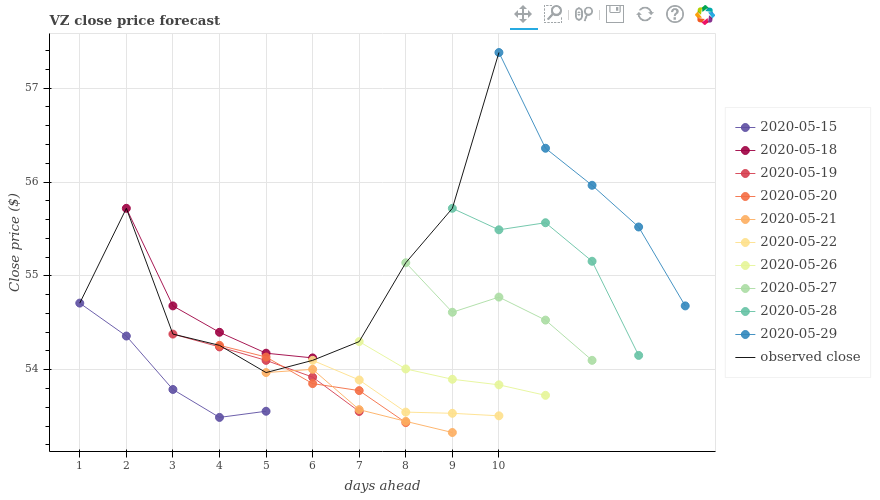 VZ close price forecast
57
56
55
54
Close price ($)
1 2 3 4 5 6 7 8 9 10
days ahead
2020-05-15
2020-05-18
2020-05-19
2020-05-20
2020-05-21
2020-05-22
2020-05-26
2020-05-27
2020-05-28
2020-05-29
observed close